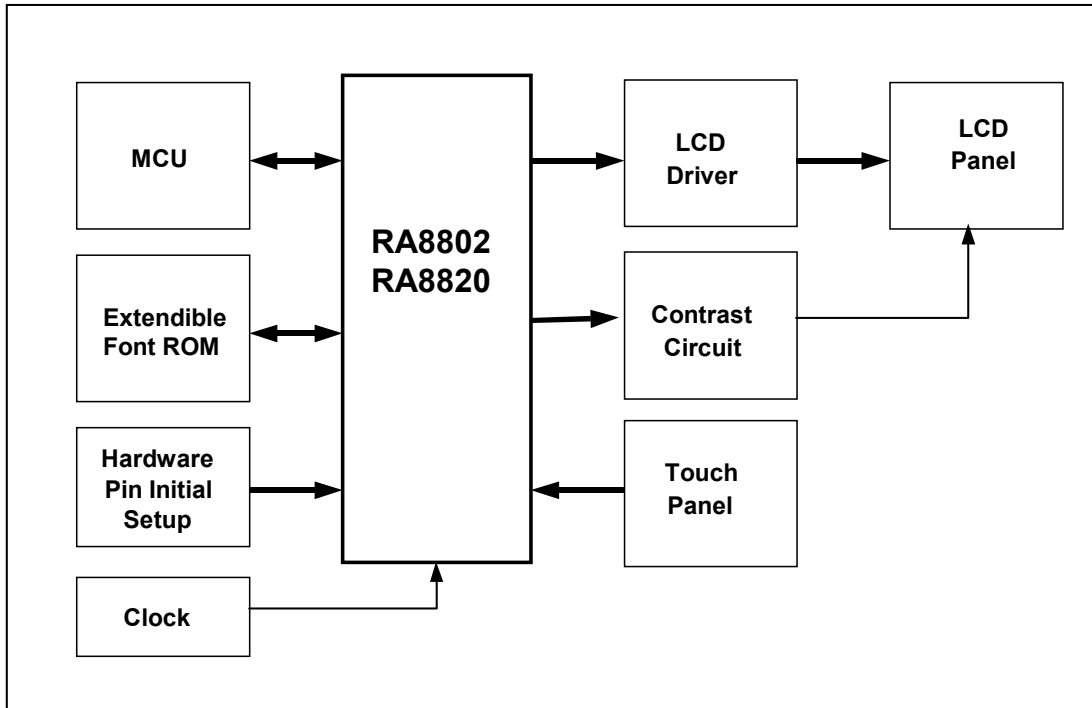 MCU
Extendible
Font ROM
Hardware
Pin Initial
Setup
Clock
RA8802
RA8820
LCD
Driver
Contrast
Circuit
Touch
Panel
LCD
Panel